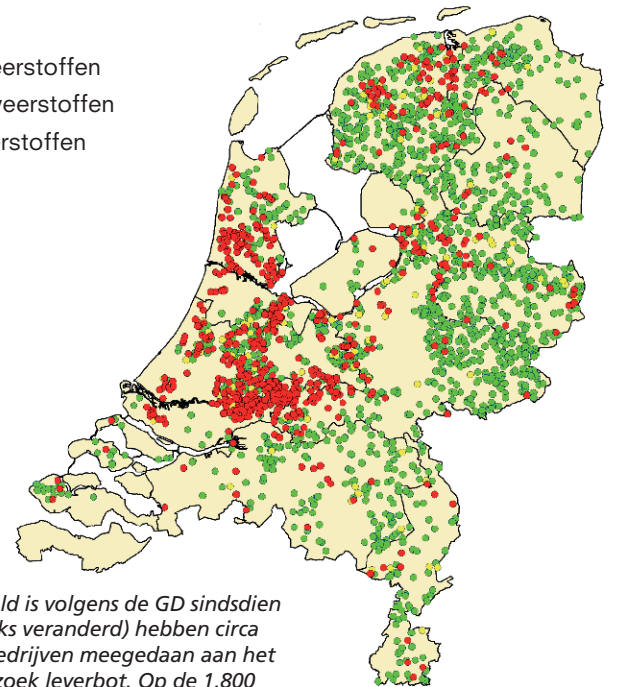 eerstoffen
weerstoffen
rstoffen
ld is volgens de GD sindsdien
ks veranderd) hebben circa
edrijven meegedaan aan het
zoek leverbot. Op de 1.800